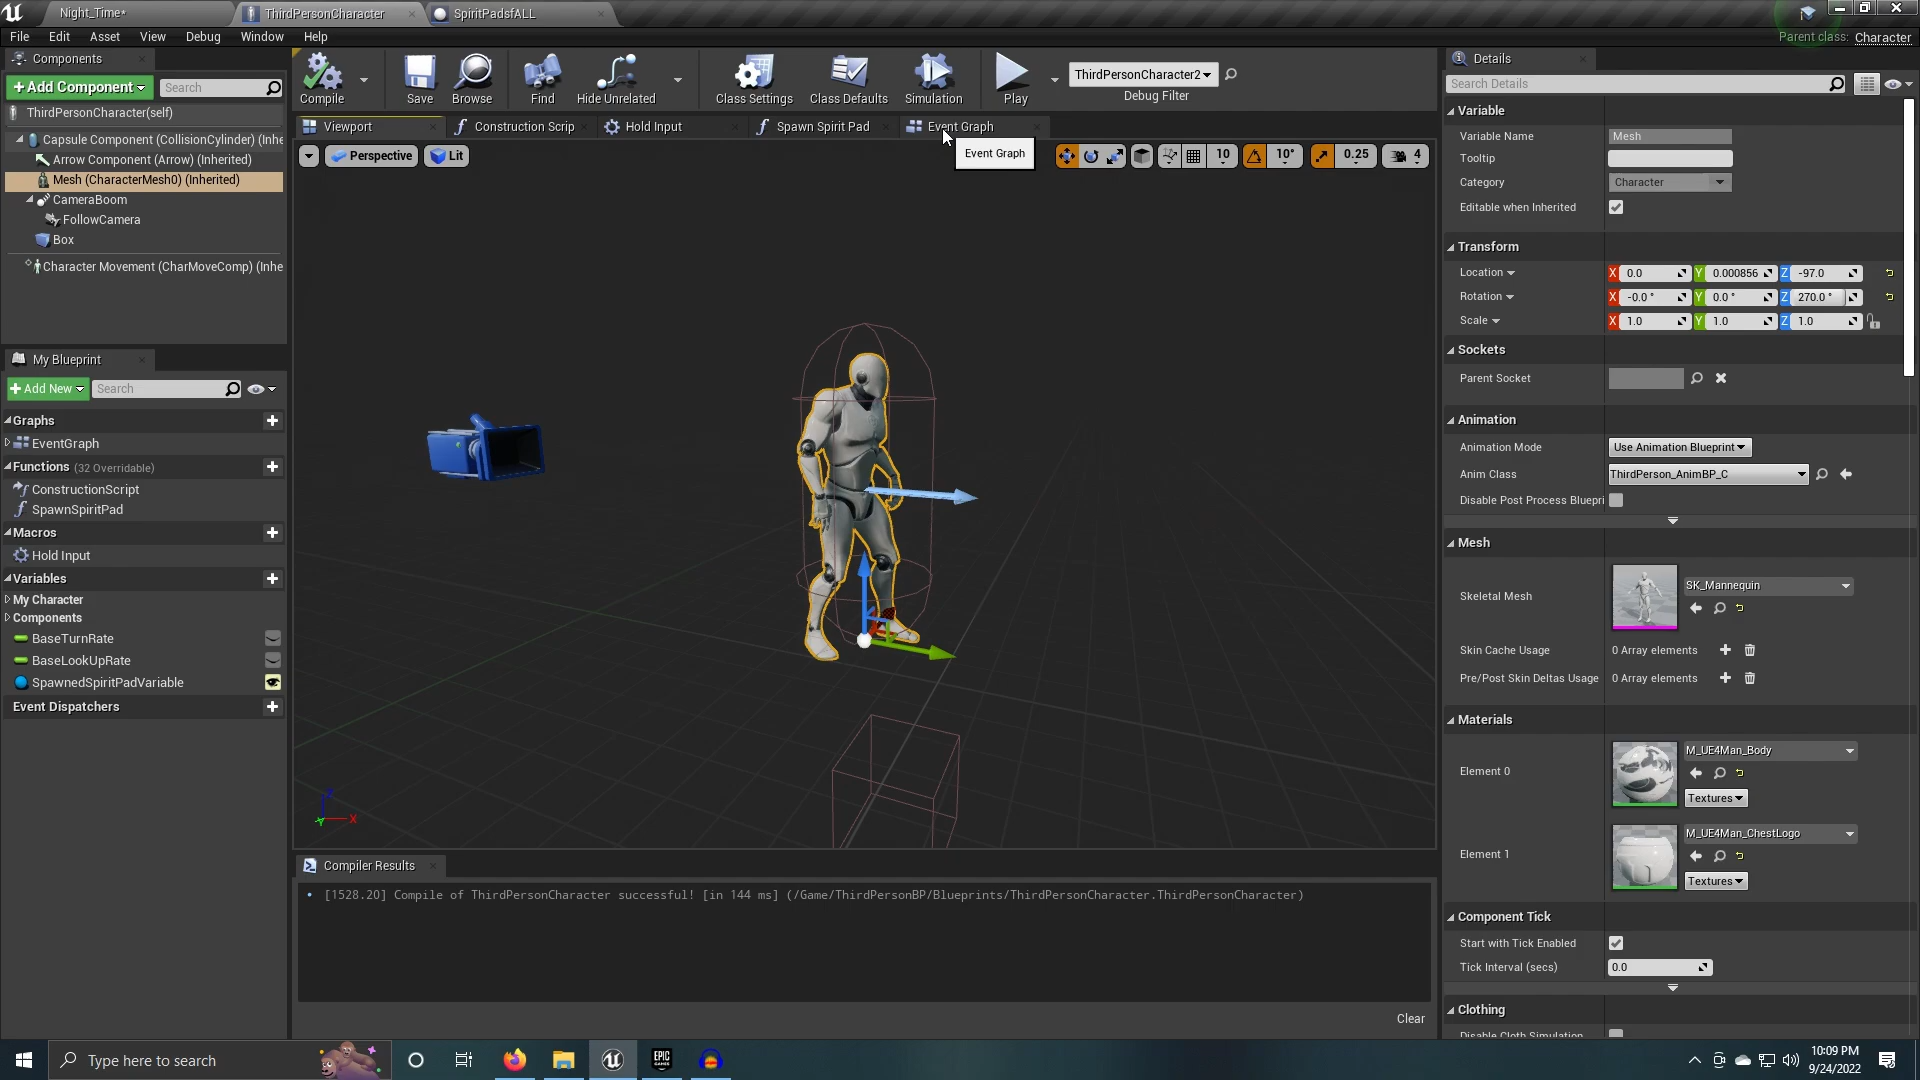 Night_Time*
ThirdPersonCharacter
SpiritPadsfALL
File Edit Asset View Debug Window Help
Parent class: Character
Components
+Add Component
Search
ThirdPersonCharacter(self)
Capsule Component (CollisionCylinder) (Inhe
Arrow Component (Arrow) (Inherited)
Mesh (CharacterMesh0) (Inherited)
CameraBoom
FollowCamera
Box
Character Movement (CharMoveComp) (Inhe
My Blueprint
+Add New
Search
Graphs
EventGraph
Functions (32 Overridable)
ConstructionScript
SpawnSpiritPad
Macros
Hold Input
Variables
My Character
Components
BaseTurnRate
BaseLookUpRate
SpawnedSpiritPadVariable
Event Dispatchers
Compile
Save
Browse
Find
Hide Unrelated
Class Settings
Class Defaults
Simulation
Play
ThirdPersonCharacter2
Debug Filter
Viewport
Construction Scrip
Hold Input
Spawn Spirit Pad
Event Graph
Event Graph
Perspective
Lit
10
10°
0.25
4
Z
X
Y
Compiler Results
[1528.20] Compile of ThirdPersonCharacter successful! [in 144 ms] (/Game/ThirdPersonBP/Blueprints/ThirdPersonCharacter.ThirdPersonCharacter)
Clear
Details
Search Details
Variable
Variable Name Mesh
Tooltip
Category Character
Editable when Inherited
Transform
Location X 0.0 Y 0.000856 Z -97.0
Rotation X -0.0 ° Y 0.0 ° Z 270.0 °
Scale X 1.0 Y 1.0 Z 1.0
Sockets
Parent Socket
Animation
Animation Mode Use Animation Blueprint
Anim Class ThirdPerson_AnimBP_C
Disable Post Process Bluepri
Mesh
Skeletal Mesh SK_Mannequin
Skin Cache Usage 0 Array elements
Pre/Post Skin Deltas Usage 0 Array elements
Materials
Element 0 M_UE4Man_Body
Textures
Element 1 M_UE4Man_ChestLogo
Textures
Component Tick
Start with Tick Enabled
Tick Interval (secs) 0.0
Clothing
Disable Cloth Simulation
Type here to search
EPIC GAMES
10:09 PM
9/24/2022